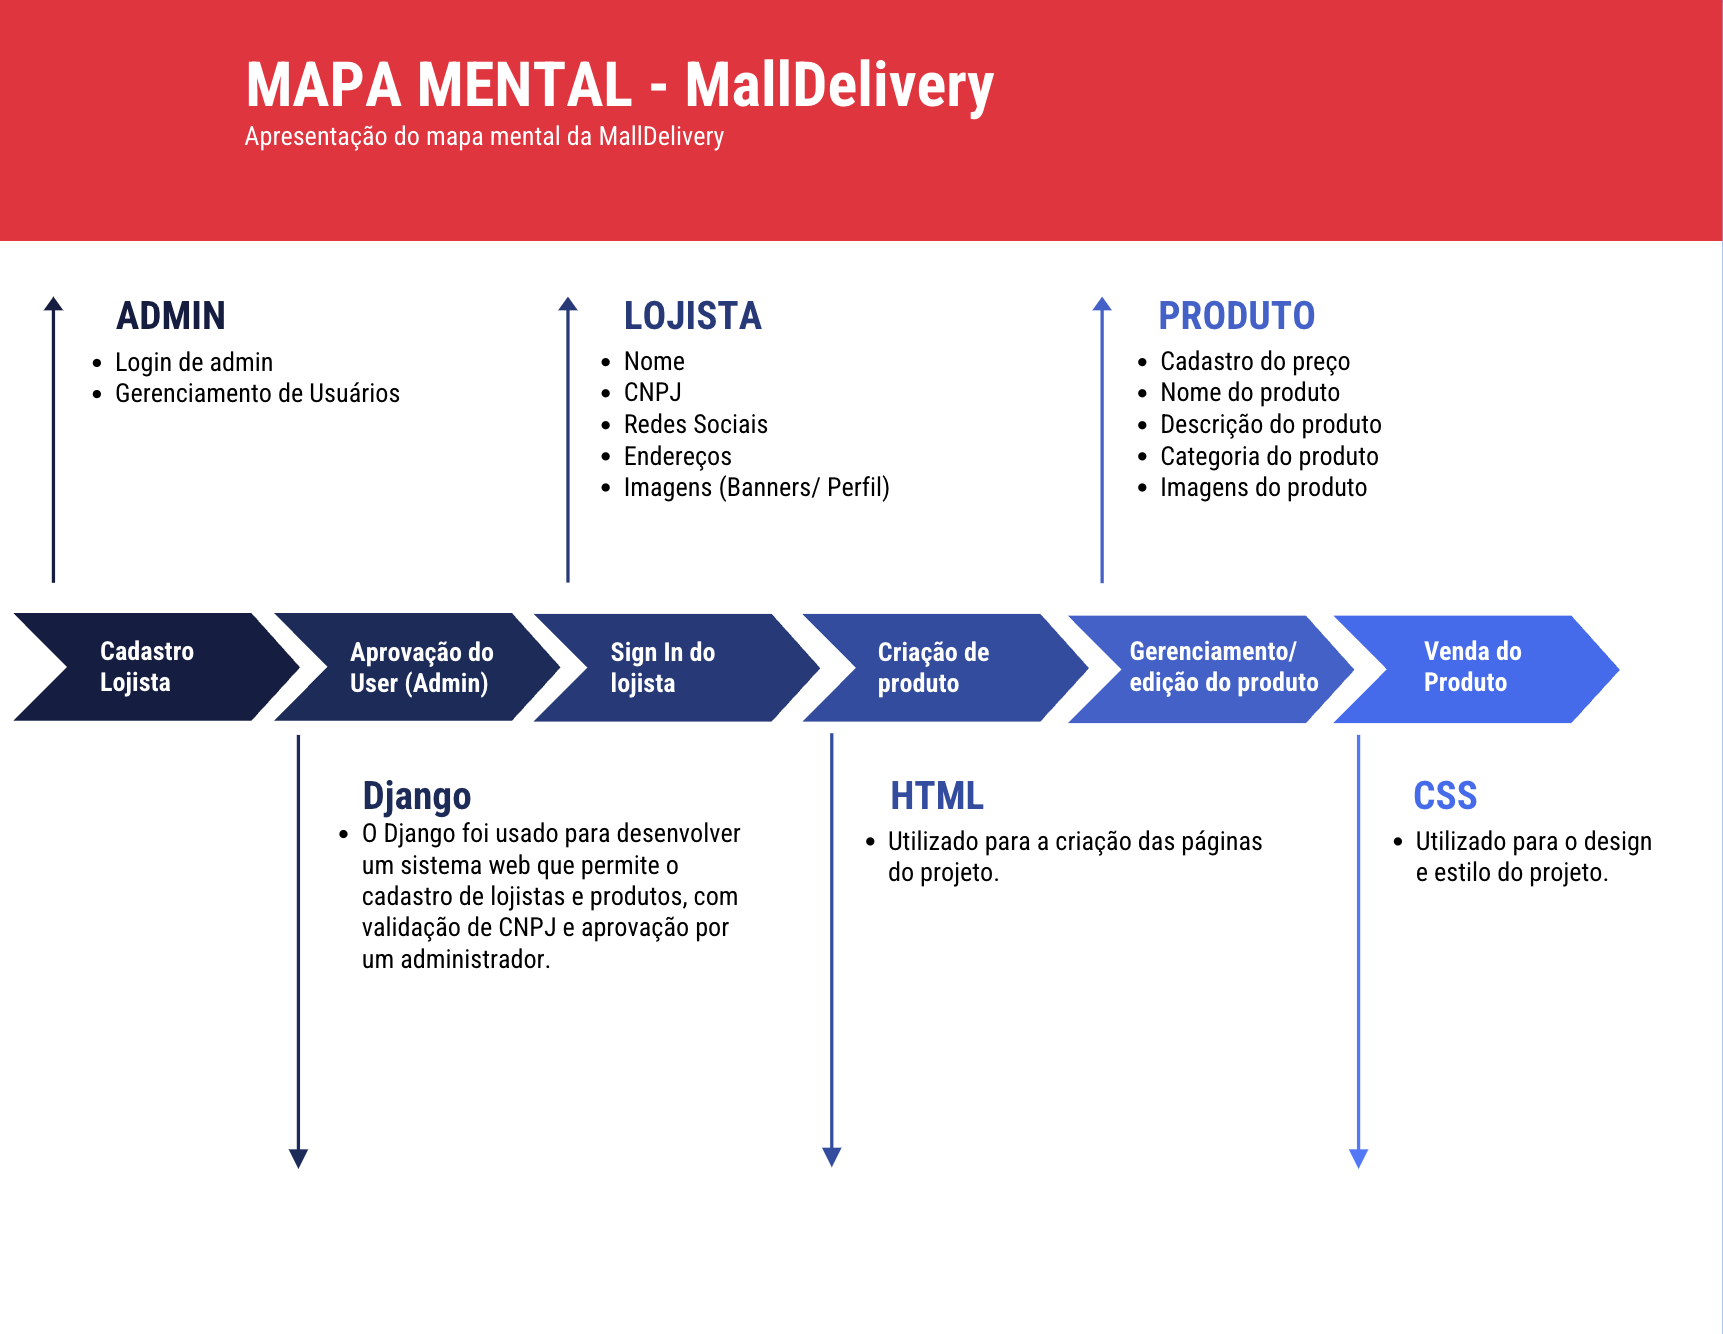 MAPA MENTAL - MallDelivery
Apresentação do mapa mental da MallDelivery
ADMIN
• Login de admin
• Gerenciamento de Usuários
LOJISTA
• Nome
• CNPJ
• Redes Sociais
• Endereços
• Imagens (Banners/ Perfil)
PRODUTO
• Cadastro do preço
• Nome do produto
• Descrição do produto
• Categoria do produto
• Imagens do produto
Cadastro
Lojista
Aprovação do
User (Admin)
Sign In do
lojista
Criação de
produto
Gerenciamento/
edição do produto
Venda do
Produto
Django
• O Django foi usado para desenvolver
um sistema web que permite o
cadastro de lojistas e produtos, com
validação de CNPJ e aprovação por
um administrador.
HTML
• Utilizado para a criação das páginas
do projeto.
CSS
• Utilizado para o design
e estilo do projeto.